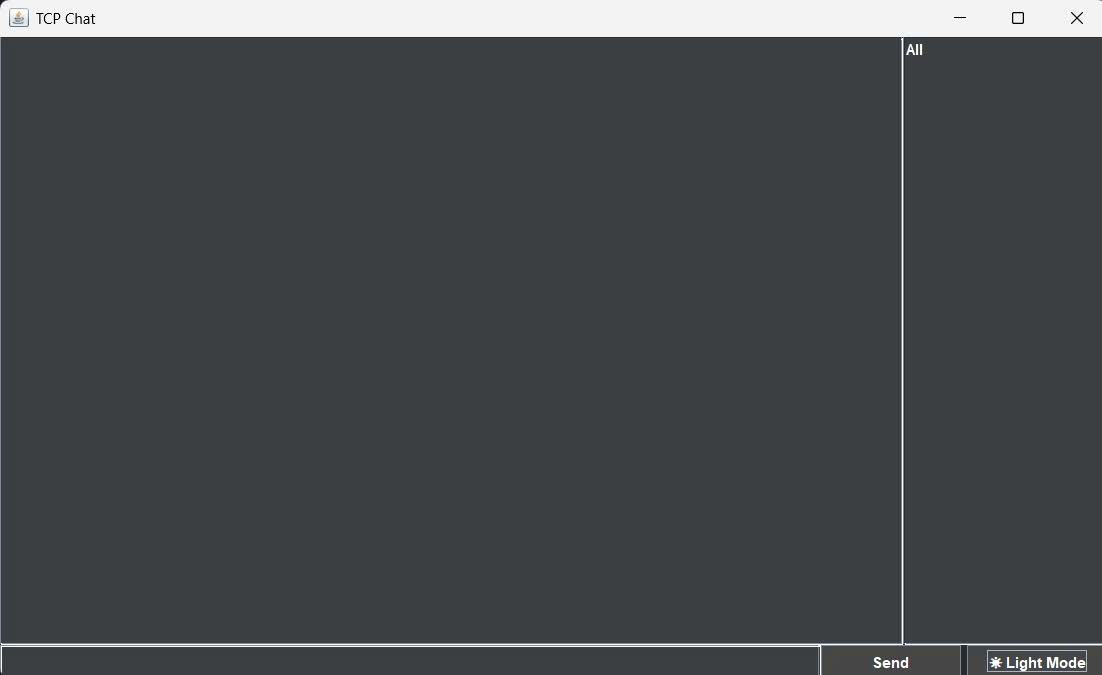 TCP Chat
All
Send
☀ Light Mode